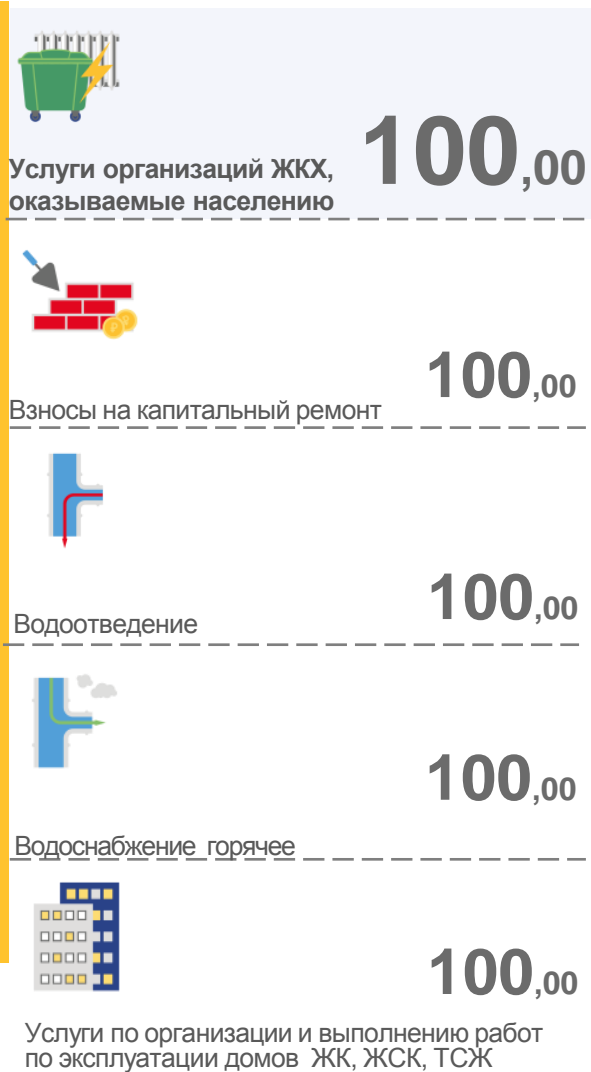 100,00
Услуги организаций ЖКХ,
оказываемые населению
100,00
Взносы на капитальный ремонт
100,00
Водоотведение
100,00
Водоснабжение горячее
100,00
Услуги по организации и выполнению работ
по эксплуатации домов ЖК, ЖСК, ТСЖ